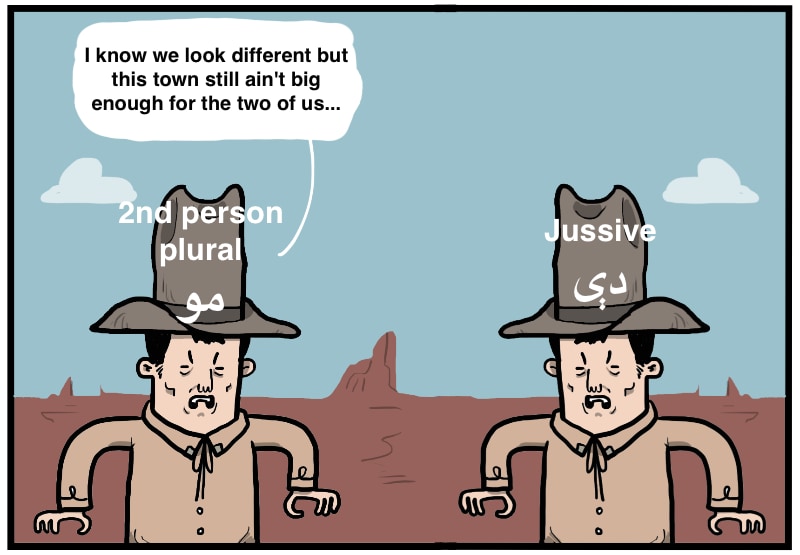 I know we look different but
this town still ain't big
enough for the two of us...
2nd person
plural
مو
Jussive
دې